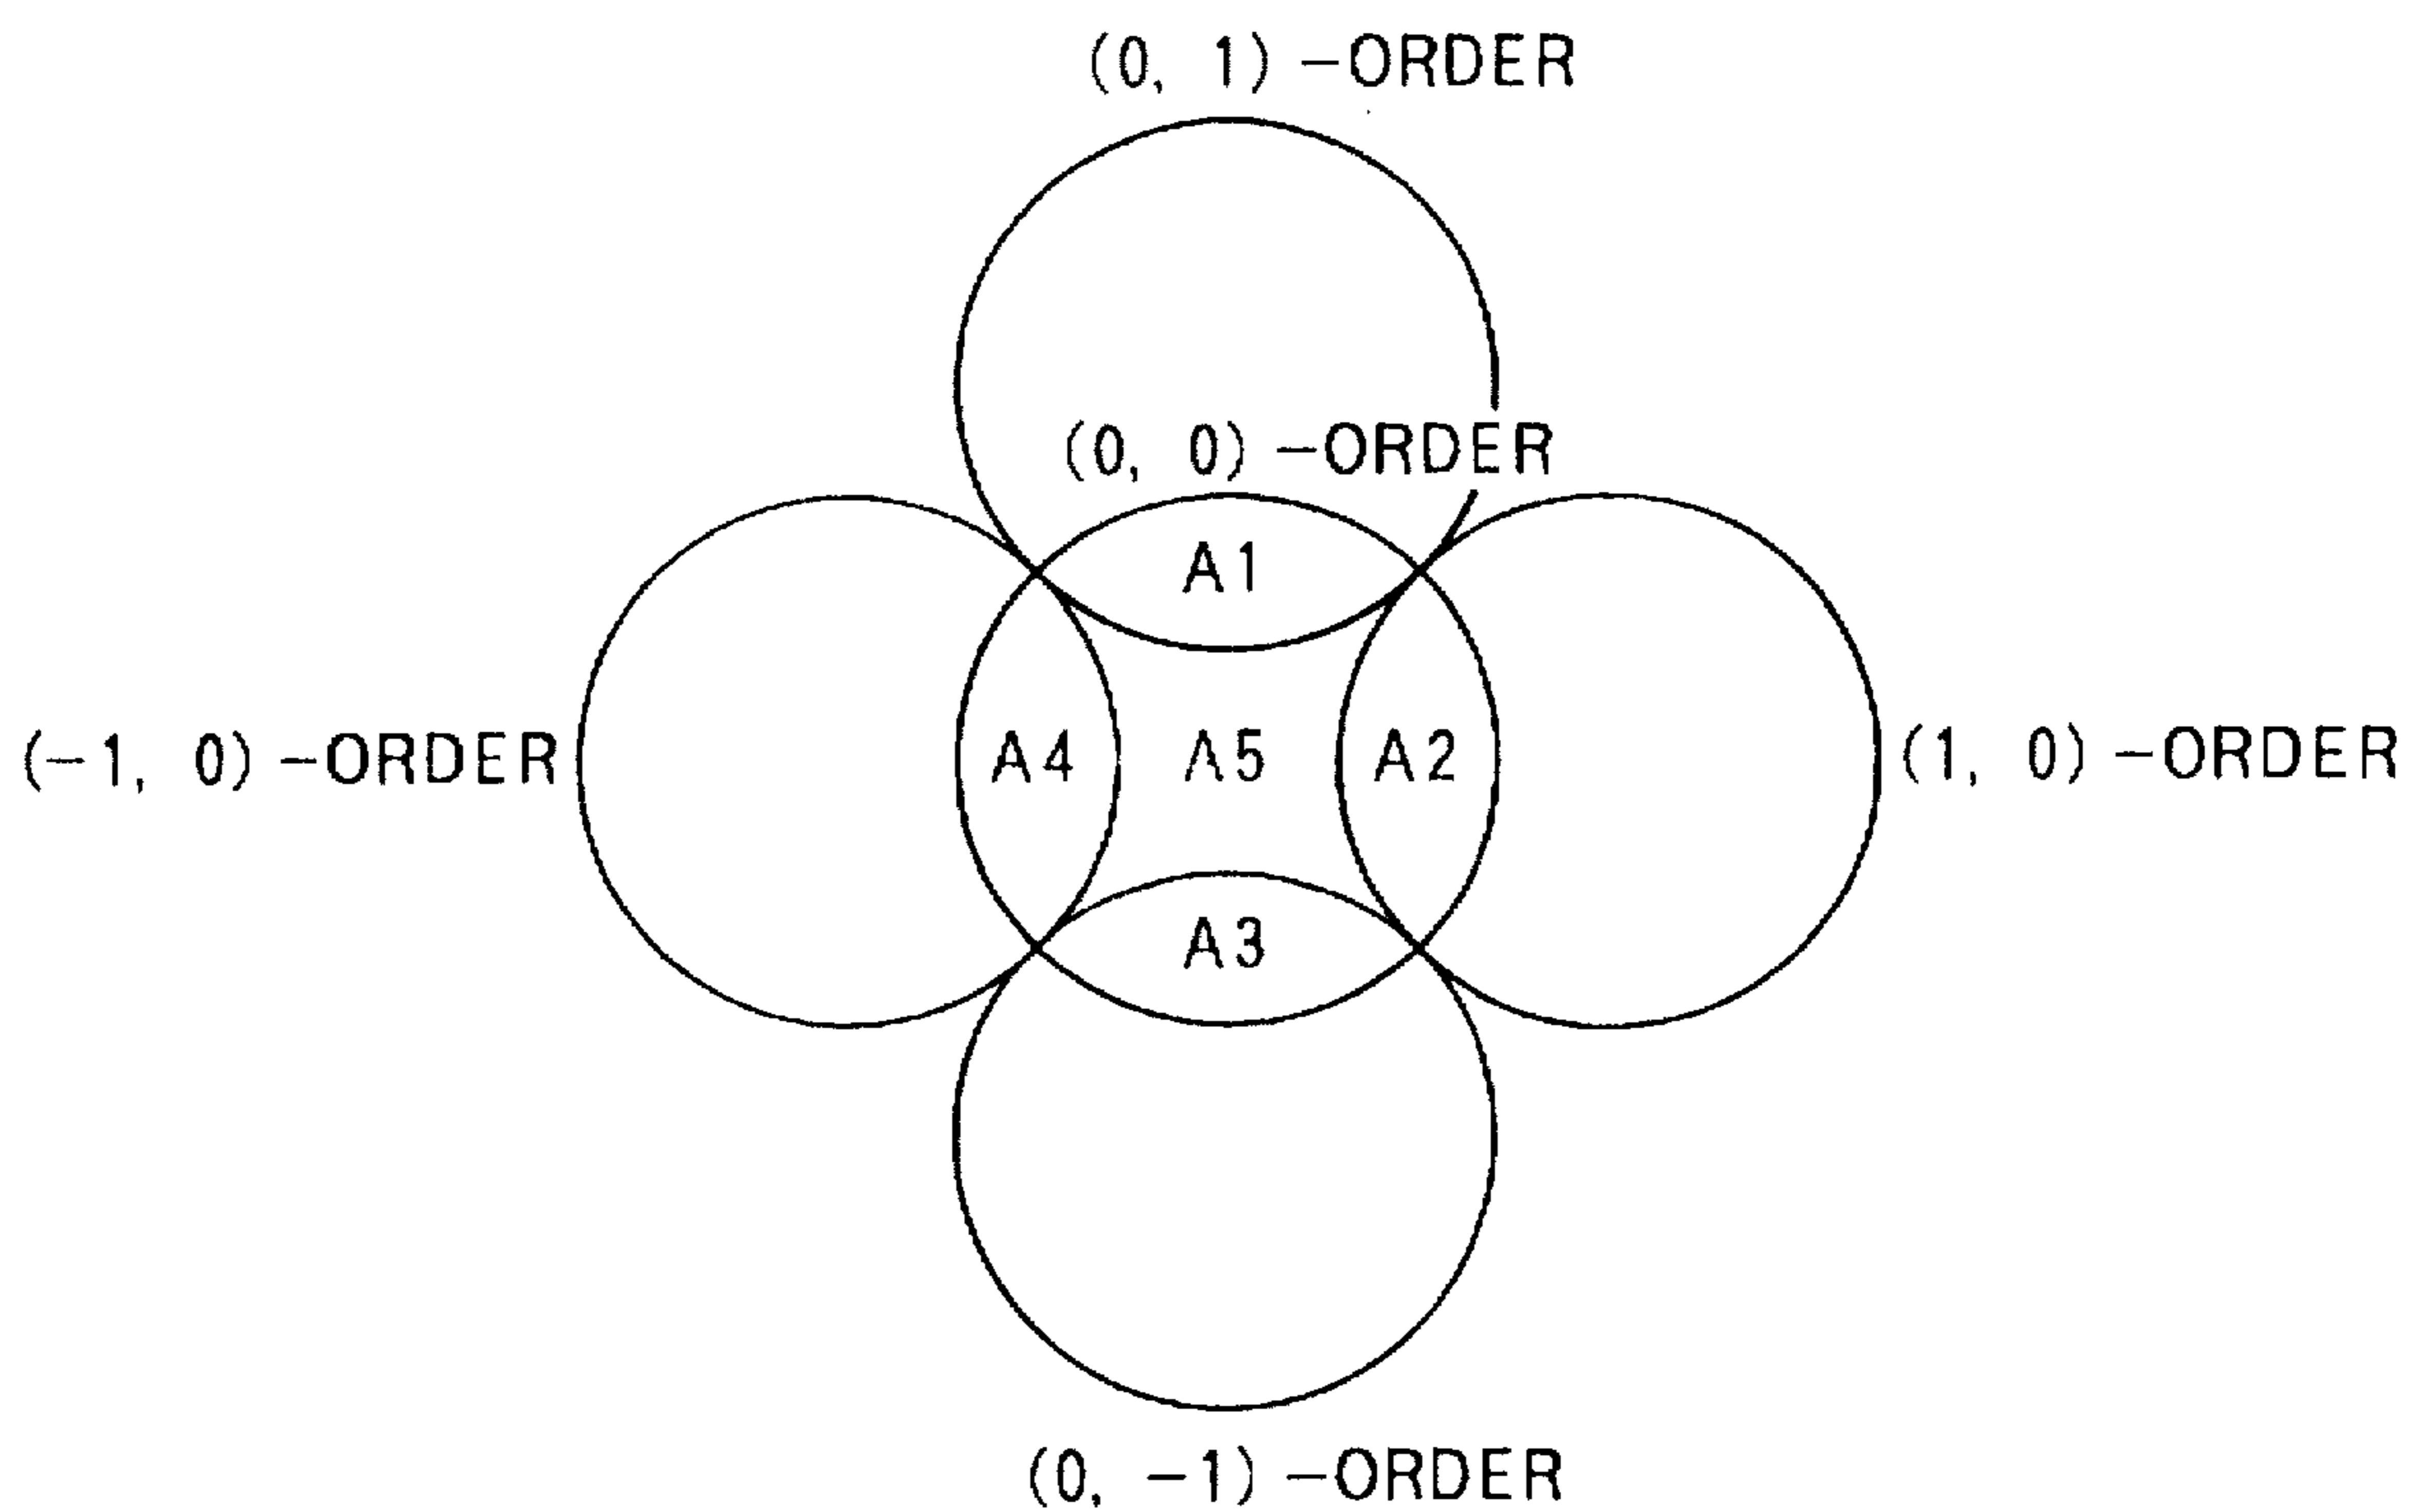 (0, 1) -ORDER
(0, 0) -ORDER
A1
(-1, 0) -ORDER A4 A5 A2 (1, 0) -ORDER
A3
(0, -1) -ORDER